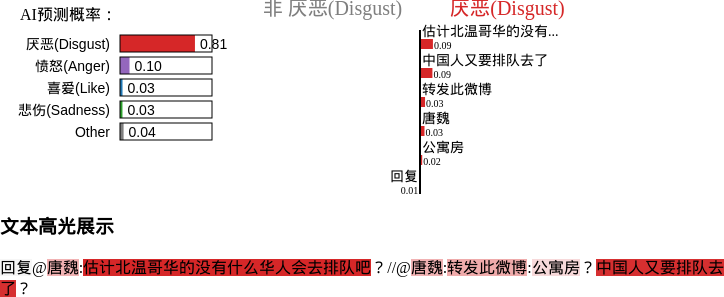 AI预测概率：
厌恶(Disgust) 0.81
愤怒(Anger) 0.10
喜爱(Like) 0.03
悲伤(Sadness) 0.03
Other 0.04
非 厌恶(Disgust) 厌恶(Disgust)
估计北温哥华的没有...
0.09
中国人又要排队去了
0.09
转发此微博
0.03
唐魏
0.03
公寓房
0.02
回复
0.01
文本高光展示
回复@唐魏:估计北温哥华的没有什么华人会去排队吧？//@唐魏:转发此微博:公寓房？中国人又要排队去
了？